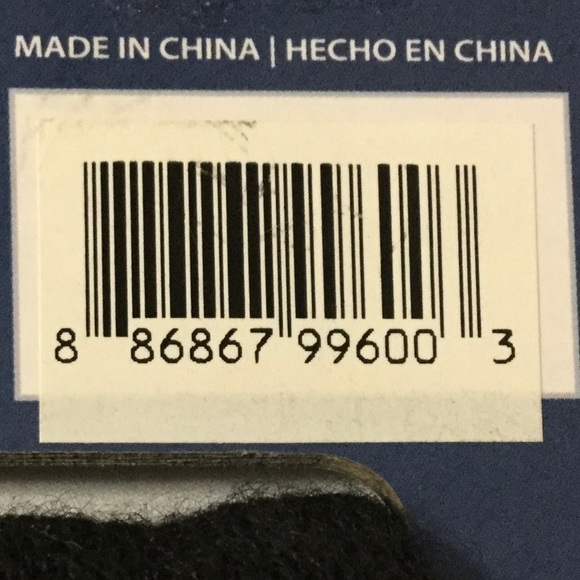 MADE IN CHINA | HECHO EN CHINA
8 86867 99600 3